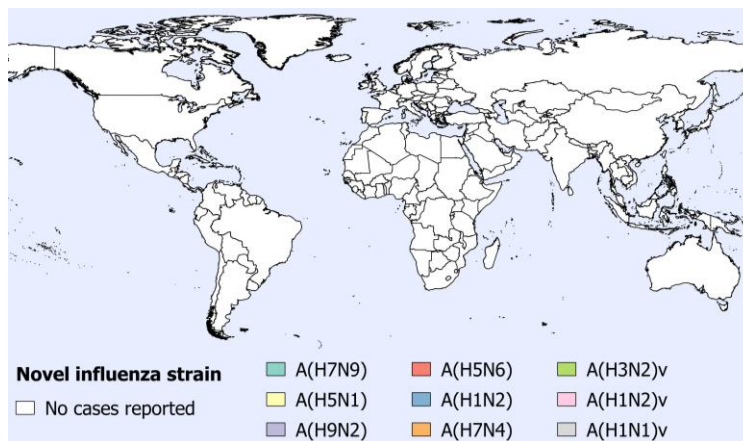 Novel influenza strain
No cases reported
A(H7N9)
A(H5N1)
A(H9N2)
A(H5N6)
A(H1N2)
A(H7N4)
A(H3N2)v
A(H1N2)v
A(H1N1)v